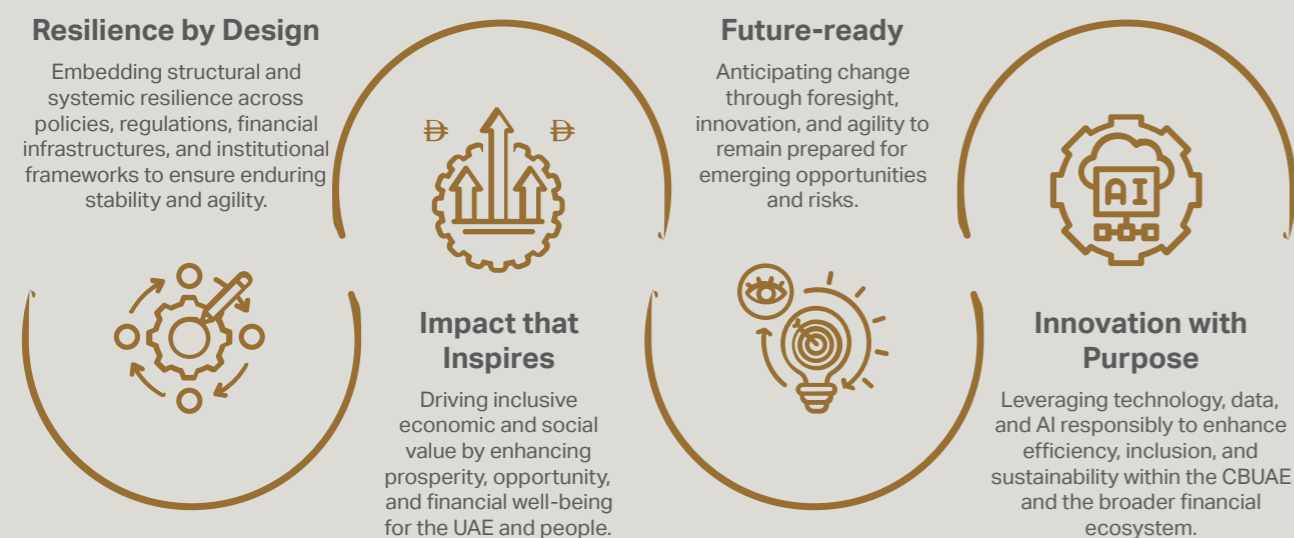 Resilience by Design
Embedding structural and
systemic resilience across
policies, regulations, financial
infrastructures, and institutional
frameworks to ensure enduring
stability and agility.
Impact that
Inspires
Driving inclusive
economic and social
value by enhancing
prosperity, opportunity,
and financial well-being
for the UAE and people.
Future-ready
Anticipating change
through foresight,
innovation, and agility to
remain prepared for
emerging opportunities
and risks.
AI
Innovation with
Purpose
Leveraging technology, data,
and AI responsibly to enhance
efficiency, inclusion, and
sustainability within the CBUAE
and the broader financial
ecosystem.